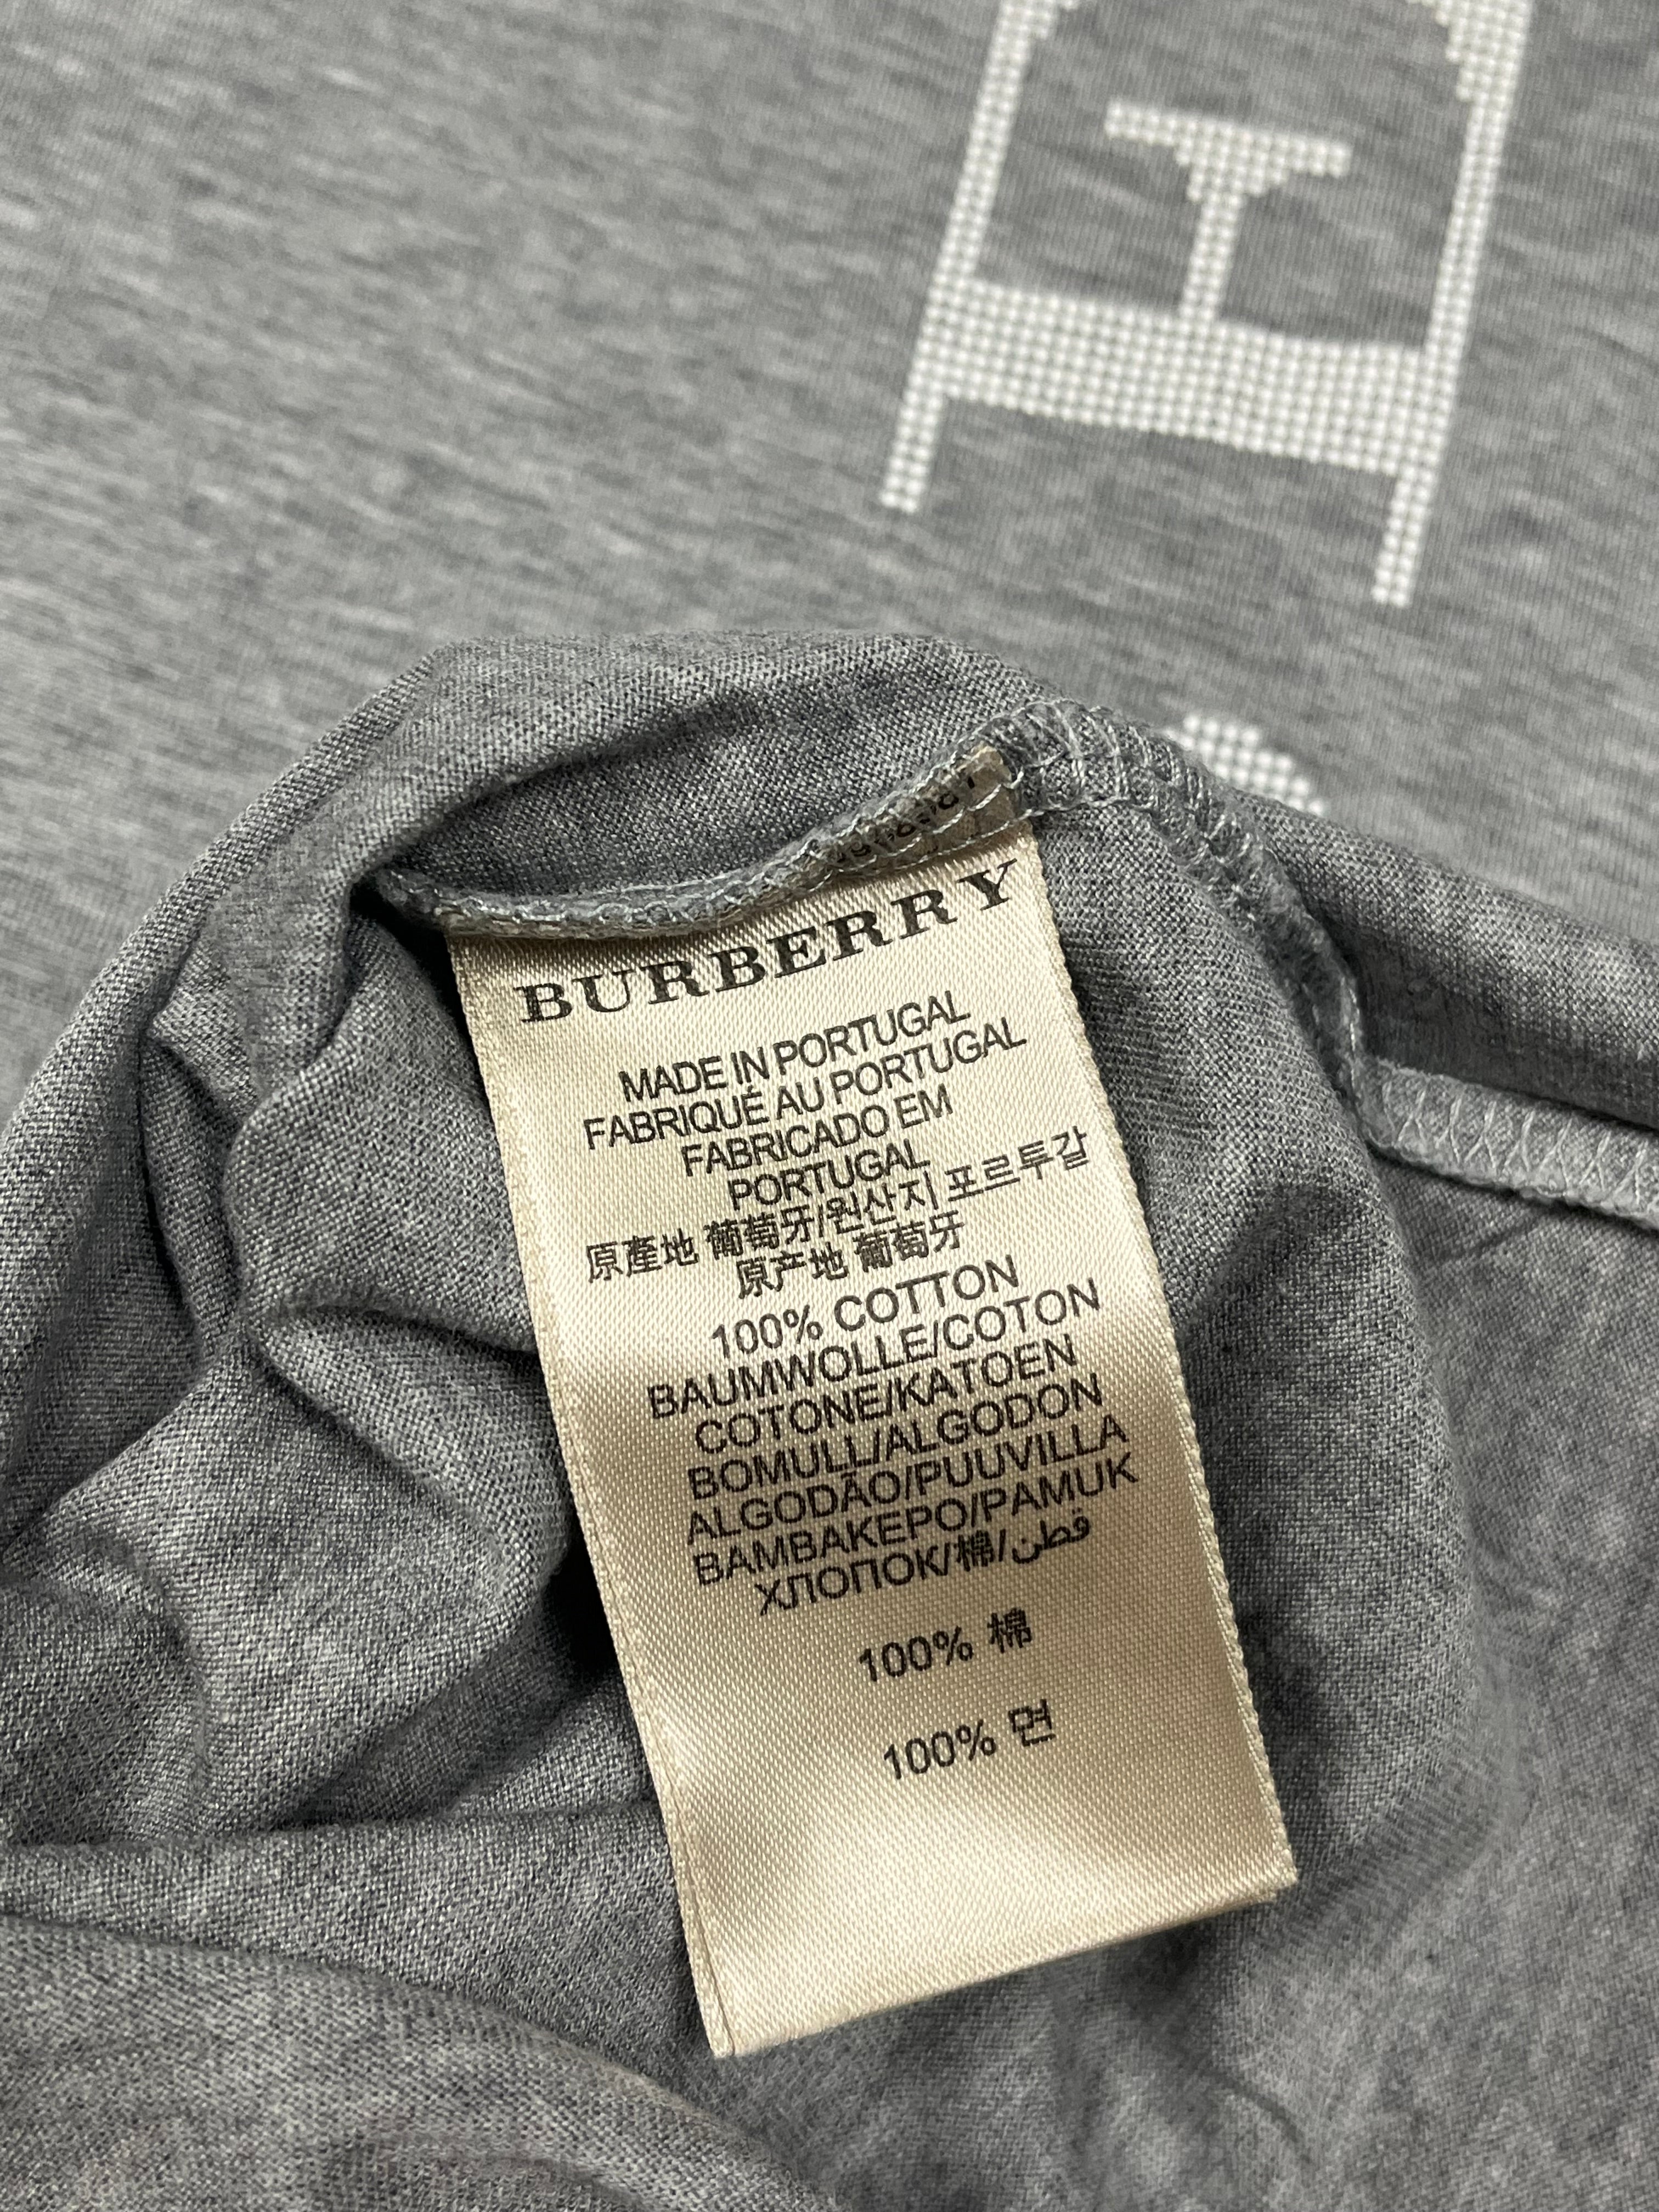 BURBERRY
MADE IN PORTUGAL
FABRIQUÉ AU PORTUGAL
FABRICADO EM
PORTUGAL
原產地 葡萄牙/원산지 포르투갈
原产地 葡萄牙
100% COTTON
BAUMWOLLE/COTON
COTONE/KATOEN
BOMULL/ALGODON
ALGODÃO/PUUVILLA
BAMBAKEPO/PAMUK
ХЛОПОК/棉/قطن
100% 棉
100% 면